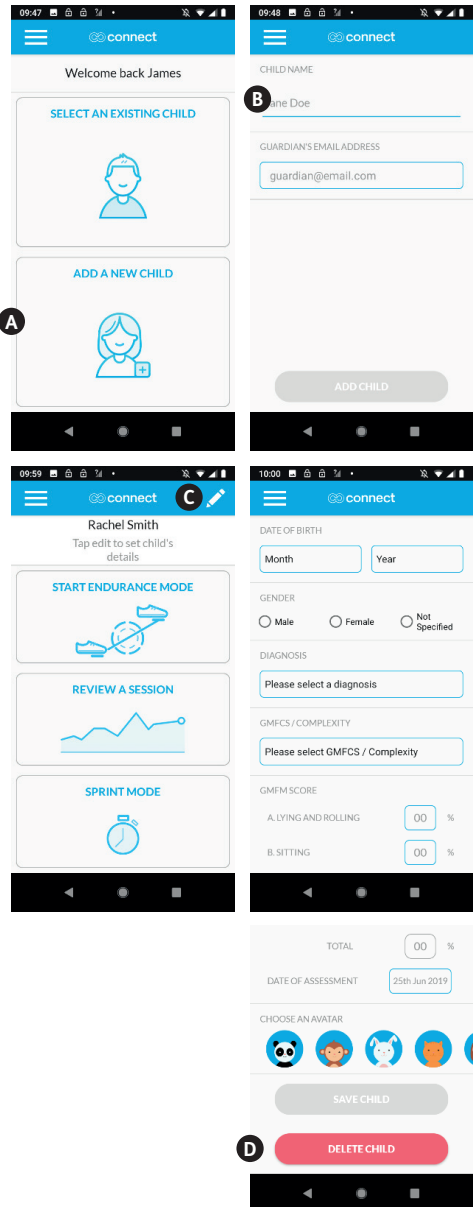 09:47
connect
Welcome back James
SELECT AN EXISTING CHILD
ADD A NEW CHILD
A
09:48
connect
CHILD NAME
B
ane Doe
GUARDIAN'S EMAIL ADDRESS
guardian@email.com
ADD CHILD
09:59
connect
C
Rachel Smith
Tap edit to set child's
details
START ENDURANCE MODE
REVIEW A SESSION
SPRINT MODE
10:00
connect
DATE OF BIRTH
Month Year
GENDER
Male Female Not
Specified
DIAGNOSIS
Please select a diagnosis
GMFCS / COMPLEXITY
Please select GMFCS / Complexity
GMFM SCORE
A. LYING AND ROLLING 00 %
B. SITTING 00 %
TOTAL 00 %
DATE OF ASSESSMENT 25th Jun 2019
CHOOSE AN AVATAR
SAVE CHILD
D
DELETE CHILD